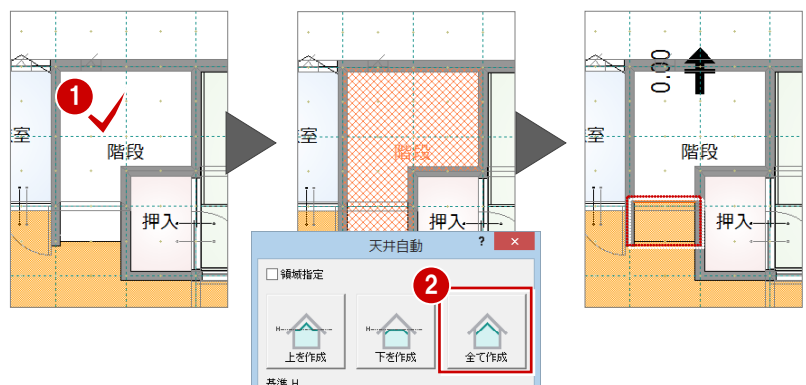 1
室
階段
押入
室
階段
押入
天井自動
?
×
領域指定
2
H
H
上を作成
下を作成
全て作成
基準 H
0.00
室
階段
押入